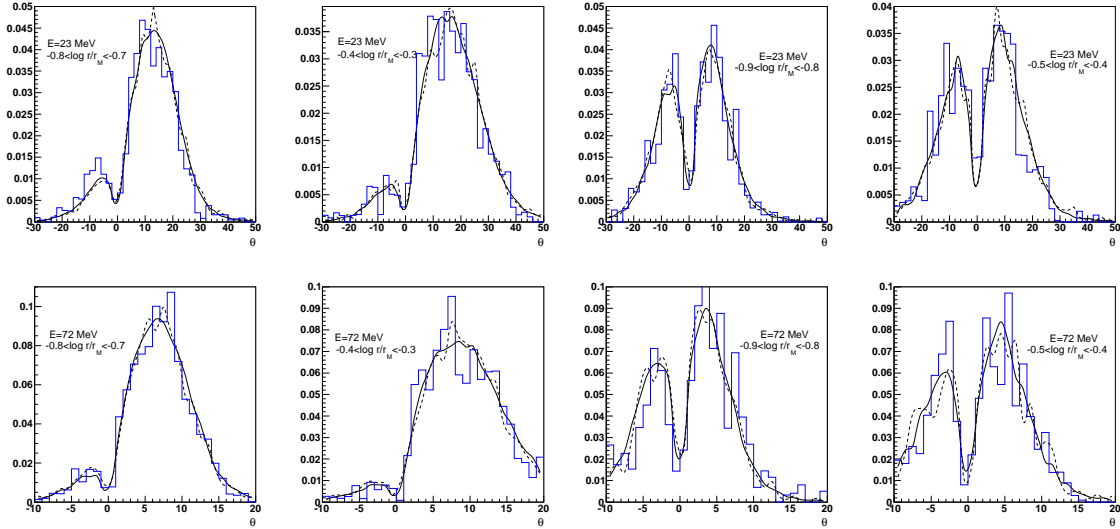 0.05
0.045
0.04
0.035
0.03
0.025
0.02
0.015
0.01
0.005
0
-30 -20 -10 0 10 20 30 40 50
θ
E=23 MeV
-0.8<log r/r_M<-0.7
0.035
0.03
0.025
0.02
0.015
0.01
0.005
0
-30 -20 -10 0 10 20 30 40 50
θ
E=23 MeV
-0.4<log r/r_M<-0.3
0.05
0.045
0.04
0.035
0.03
0.025
0.02
0.015
0.01
0.005
0
-30 -20 -10 0 10 20 30 40 50
θ
E=23 MeV
-0.9<log r/r_M<-0.8
0.04
0.035
0.03
0.025
0.02
0.015
0.01
0.005
0
-30 -20 -10 0 10 20 30 40 50
θ
E=23 MeV
-0.5<log r/r_M<-0.4
0.1
0.08
0.06
0.04
0.02
0
-10 -5 0 5 10 15 20
θ
E=72 MeV
-0.8<log r/r_M<-0.7
0.1
0.09
0.08
0.07
0.06
0.05
0.04
0.03
0.02
0.01
0
-10 -5 0 5 10 15 20
θ
E=72 MeV
-0.4<log r/r_M<-0.3
0.1
0.09
0.08
0.07
0.06
0.05
0.04
0.03
0.02
0.01
0
-10 -5 0 5 10 15 20
θ
E=72 MeV
-0.9<log r/r_M<-0.8
0.1
0.09
0.08
0.07
0.06
0.05
0.04
0.03
0.02
0.01
0
-10 -5 0 5 10 15 20
θ
E=72 MeV
-0.5<log r/r_M<-0.4